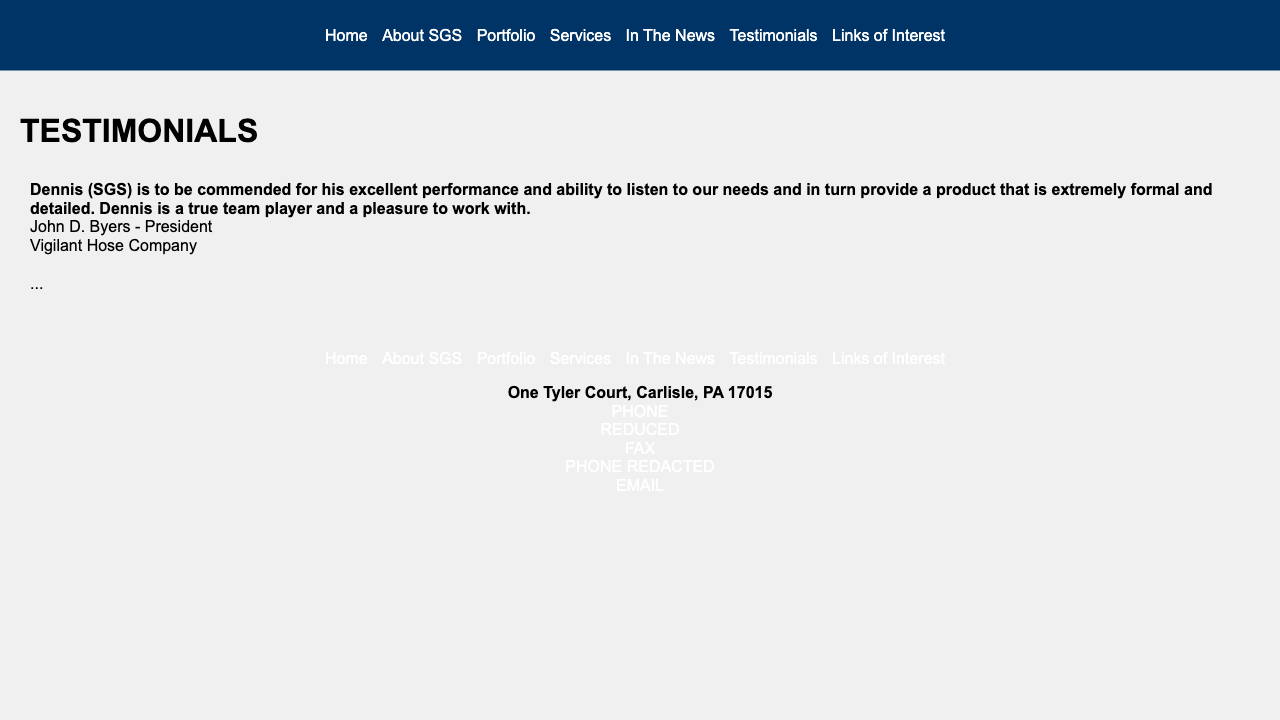 Home About SGS Portfolio Services In The News Testimonials Links of Interest
TESTIMONIALS
Dennis (SGS) is to be commended for his excellent performance and ability to listen to our needs and in turn provide a product that is extremely formal and
detailed. Dennis is a true team player and a pleasure to work with.
John D. Byers - President
Vigilant Hose Company
...
Home About SGS Portfolio Services In The News Testimonials Links of Interest
One Tyler Court, Carlisle, PA 17015
PHONE
REDUCED
FAX
PHONE REDACTED
EMAIL